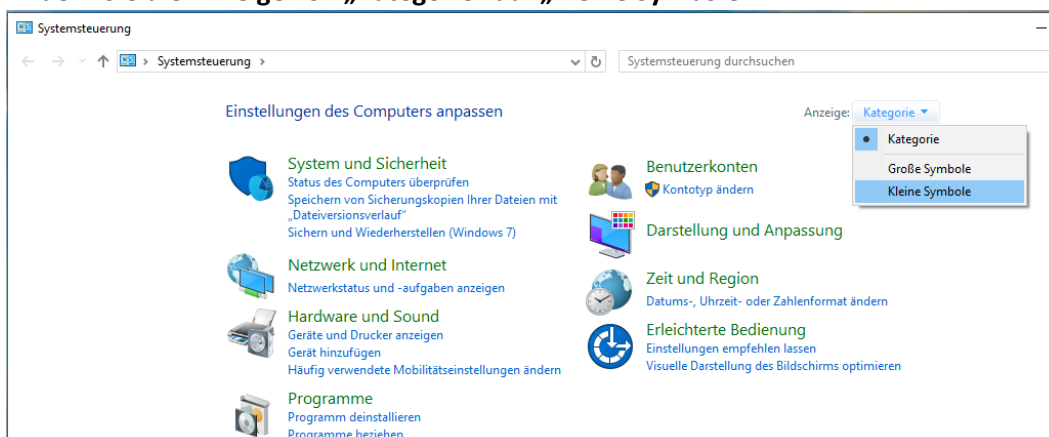 Systemsteuerung
Systemsteuerung
Systemsteuerung durchsuchen
Einstellungen des Computers anpassen
Anzeige: Kategorie
Kategorie
Große Symbole
Kleine Symbole
System und Sicherheit
Status des Computers überprüfen
Speichern von Sicherungskopien Ihrer Dateien mit
„Dateiversionsverlauf"
Sichern und Wiederherstellen (Windows 7)
Netzwerk und Internet
Netzwerkstatus und -aufgaben anzeigen
Hardware und Sound
Geräte und Drucker anzeigen
Gerät hinzufügen
Häufig verwendete Mobilitätseinstellungen ändern
Programme
Programm deinstallieren
Programme beziehen
Benutzerkonten
Kontotyp ändern
Darstellung und Anpassung
Zeit und Region
Datums-, Uhrzeit- oder Zahlenformat ändern
Erleichterte Bedienung
Einstellungen empfehlen lassen
Visuelle Darstellung des Bildschirms optimieren